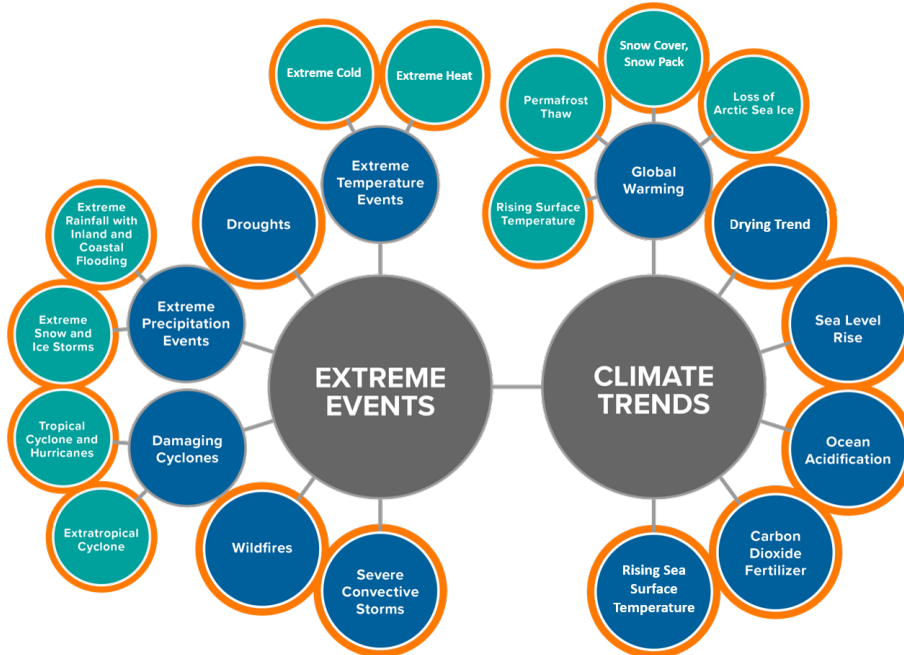 Extreme Cold
Extreme Heat
Extreme
Temperature
Events
Droughts
Extreme
Rainfall with
Inland and
Coastal
Flooding
Extreme
Precipitation
Events
Extreme
Snow and
Ice Storms
Tropical
Cyclone and
Hurricanes
Damaging
Cyclones
Extratropical
Cyclone
Wildfires
Severe
Convective
Storms
EXTREME
EVENTS
CLIMATE
TRENDS
Snow Cover,
Snow Pack
Permafrost
Thaw
Loss of
Arctic Sea Ice
Rising Surface
Temperature
Global
Warming
Drying Trend
Sea Level
Rise
Ocean
Acidification
Carbon
Dioxide
Fertilizer
Rising Sea
Surface
Temperature